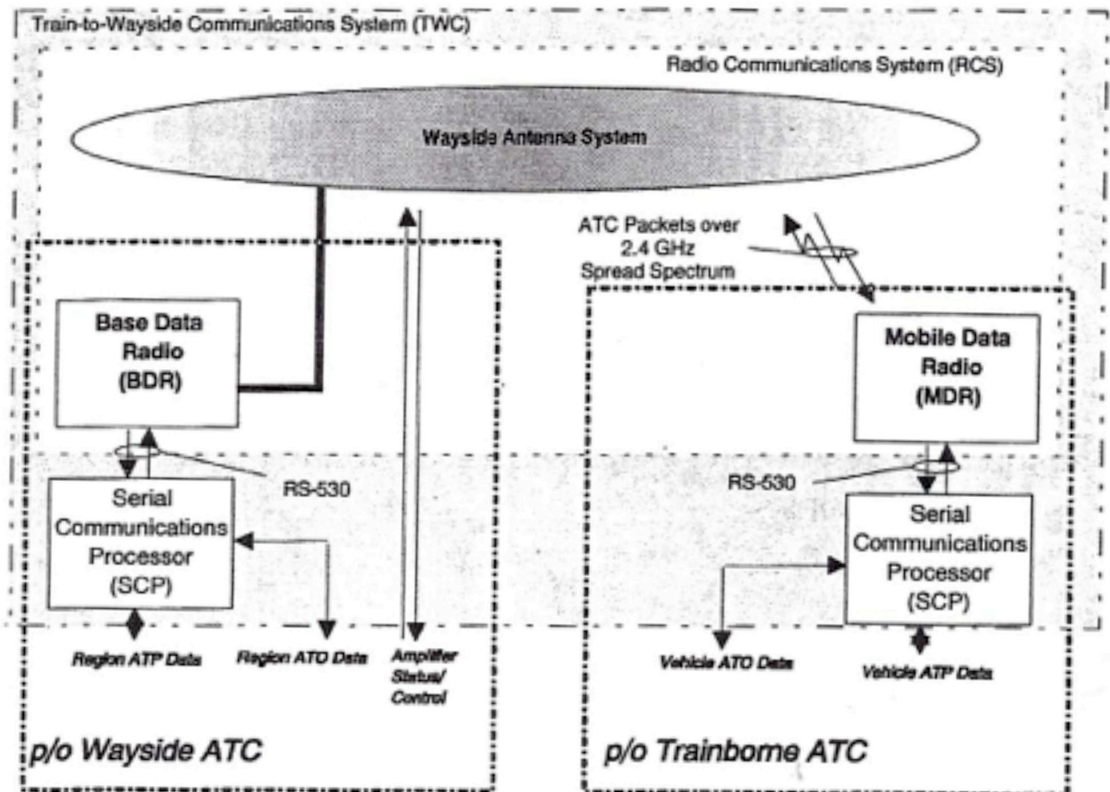 Train-to-Wayside Communications System (TWC)
Radio Communications System (RCS)
Wayside Antenna System
ATC Packets over
2.4 GHz
Spread Spectrum
Base Data
Radio
(BDR)
Mobile Data
Radio
(MDR)
RS-530
RS-530
Serial
Communications
Processor
(SCP)
Serial
Communications
Processor
(SCP)
Region ATP Data
Region ATO Data
Amplifier
Status/
Control
Vehicle ATO Data
Vehicle ATP Data
p/o Wayside ATC
p/o Trainborne ATC